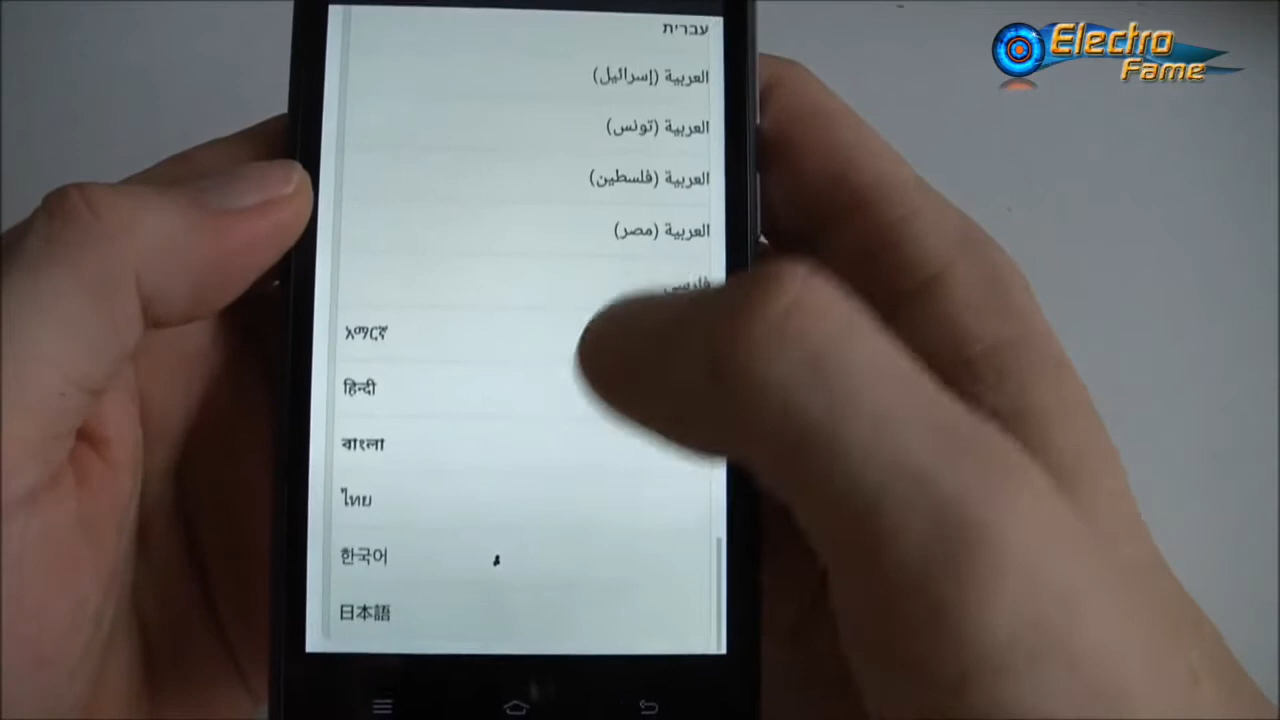 עברית
العربية (إسرائيل)
العربية (تونس)
العربية (فلسطين)
العربية (مصر)
فارسی
አማርኛ
हिन्दी
বাংলা
ไทย
한국어
日本語
Electro
Fame